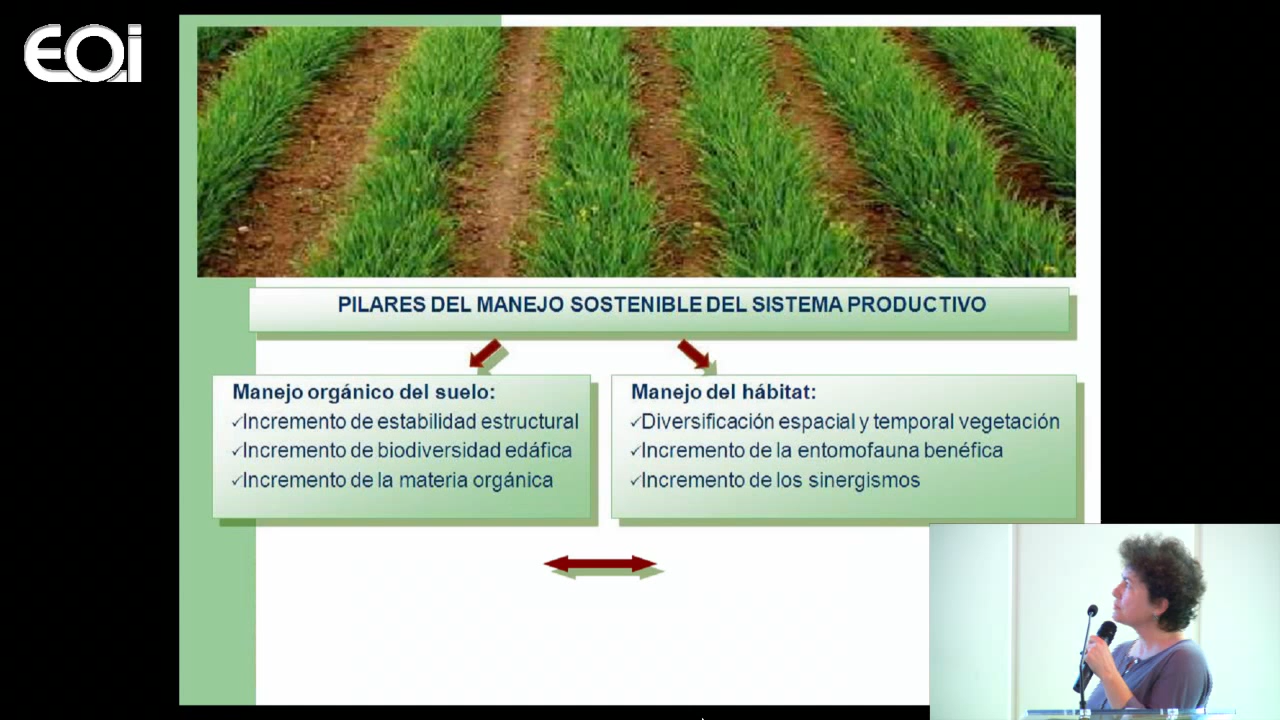 EOi
PILARES DEL MANEJO SOSTENIBLE DEL SISTEMA PRODUCTIVO
Manejo orgánico del suelo:
✓Incremento de estabilidad estructural
✓Incremento de biodiversidad edáfica
✓Incremento de la materia orgánica
Manejo del hábitat:
✓Diversificación espacial y temporal vegetación
✓Incremento de la entomofauna benéfica
✓Incremento de los sinergismos